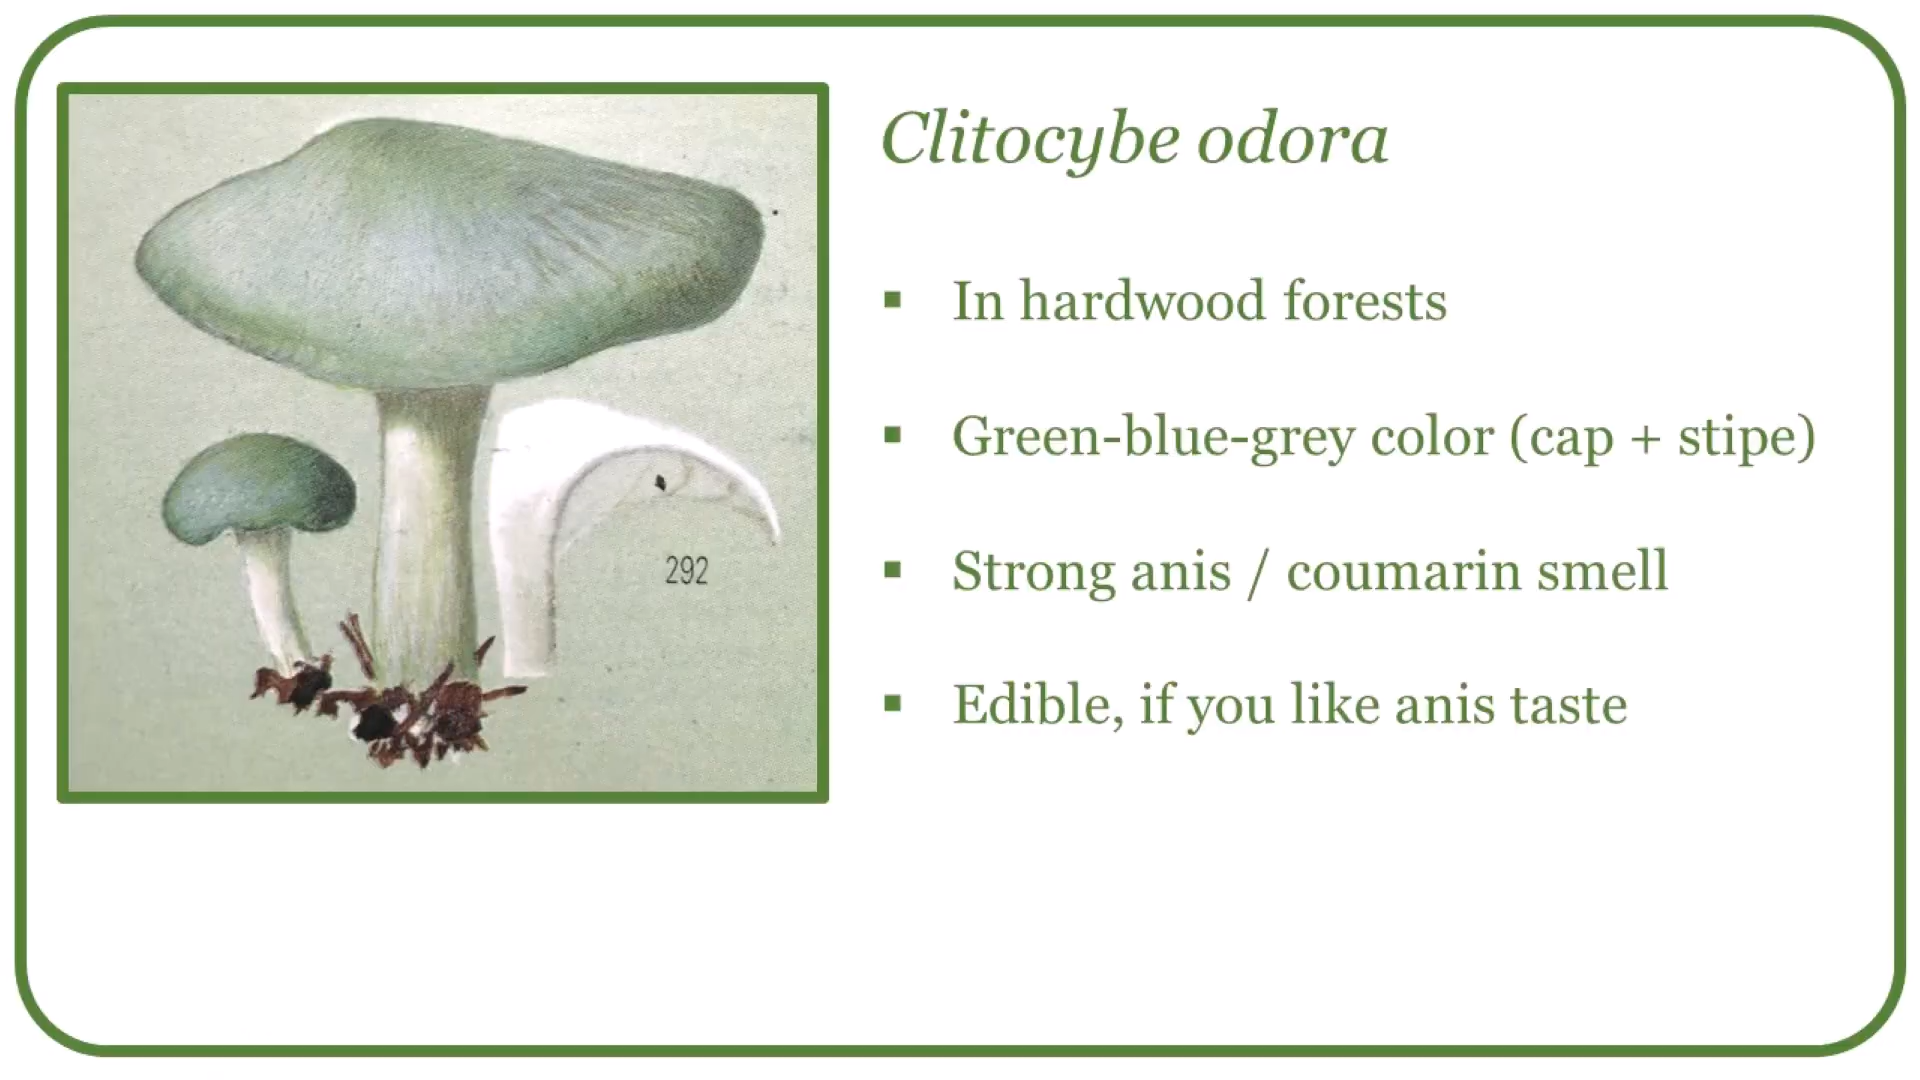 Clitocybe odora
▪ In hardwood forests
▪ Green-blue-grey color (cap + stipe)
▪ Strong anis / coumarin smell
▪ Edible, if you like anis taste
292